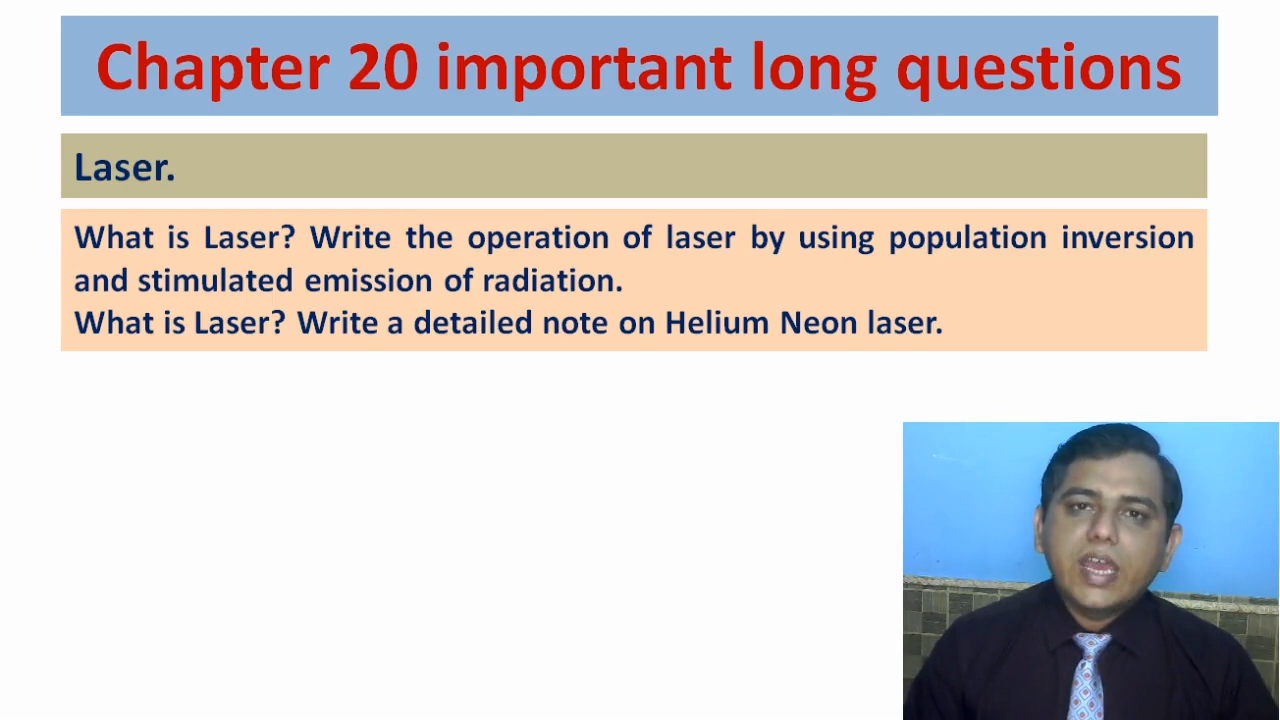 Chapter 20 important long questions
Laser.
What is Laser? Write the operation of laser by using population inversion
and stimulated emission of radiation.
What is Laser? Write a detailed note on Helium Neon laser.